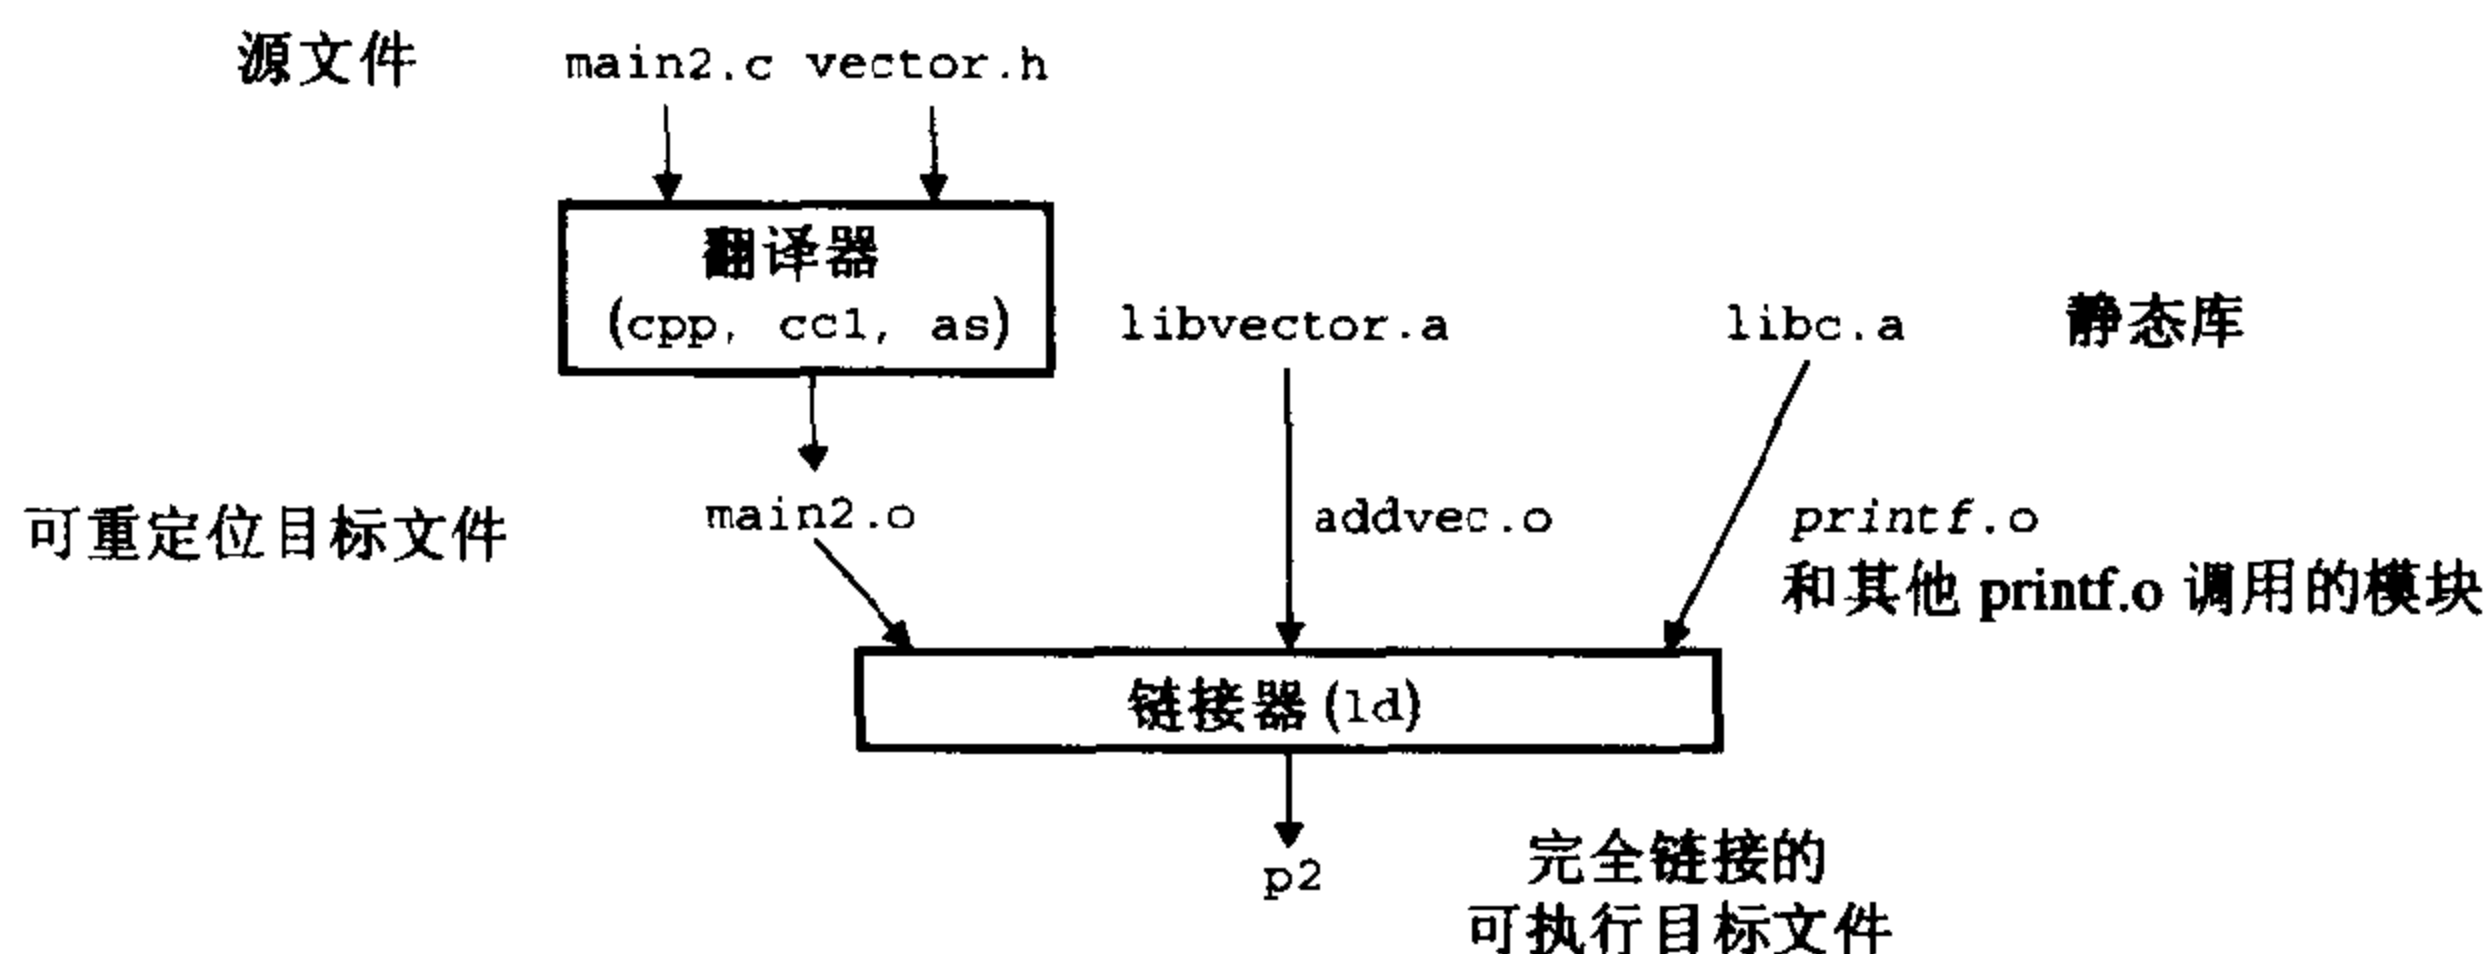 源文件 main2.c vector.h
翻译器
(cpp, cc1, as)
libvector.a libc.a 静态库
可重定位目标文件 main2.o addvec.o printf.o
和其他 printf.o 调用的模块
链接器(ld)
p2
完全链接的
可执行目标文件